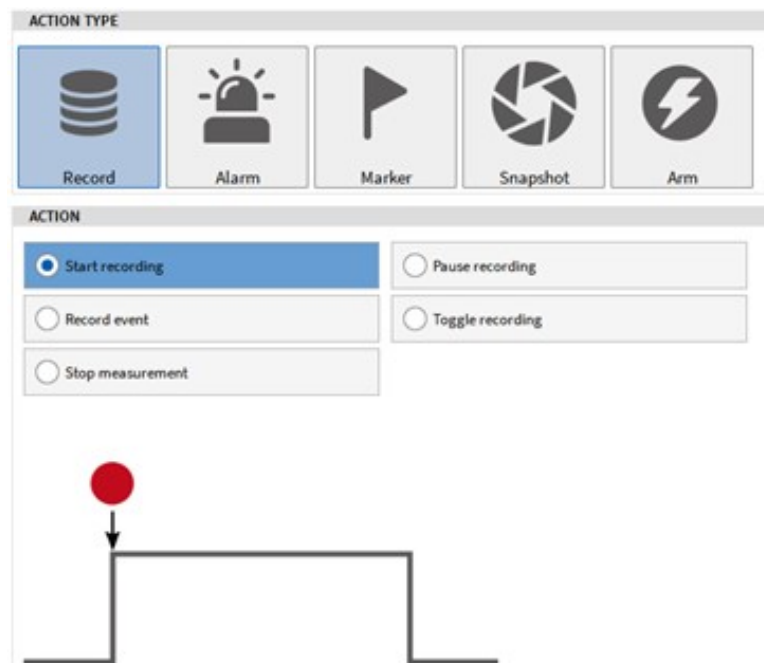 ACTION TYPE
Record Alarm Marker Snapshot Arm
ACTION
Start recording Pause recording
Record event Toggle recording
Stop measurement